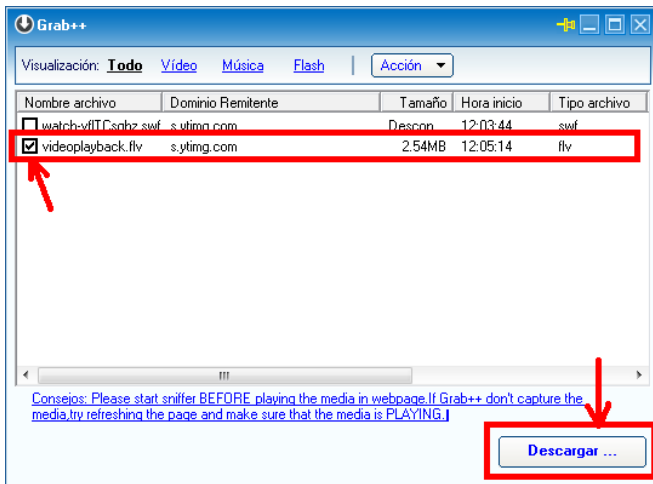 Grab++
Visualización: Todo Vídeo Música Flash | Acción
Nombre archivo Dominio Remitente Tamaño Hora inicio Tipo archivo
s.ytimg.com Descon 12:03:44 swf
videoplayback.flv s.ytimg.com 2.54MB 12:05:14 flv
Consejos: Please start sniffer BEFORE playing the media in webpage.If Grab++ don't capture the
media,try refreshing the page and make sure that the media is PLAYING.
Descargar ...